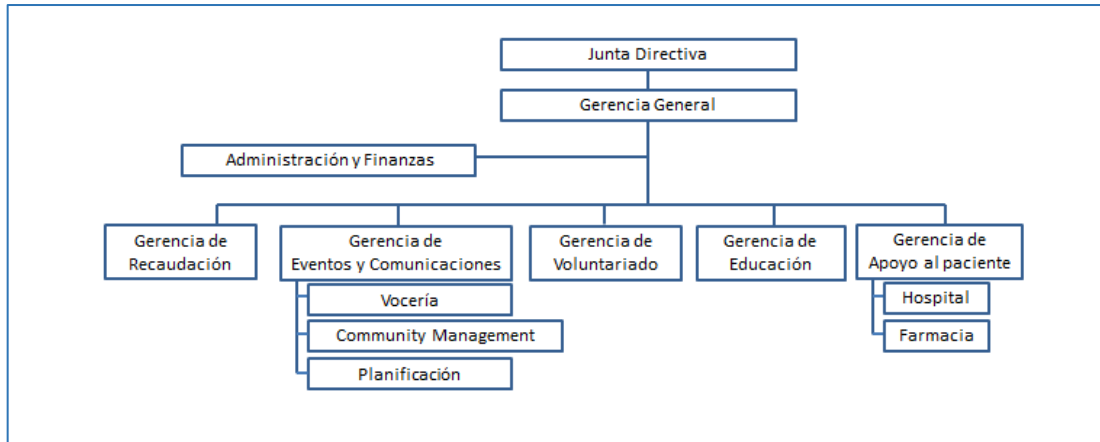 Junta Directiva
Gerencia General
Administración y Finanzas
Gerencia de
Recaudación
Gerencia de
Eventos y Comunicaciones
Vocería
Community Management
Planificación
Gerencia de
Voluntariado
Gerencia de
Educación
Gerencia de
Apoyo al paciente
Hospital
Farmacia